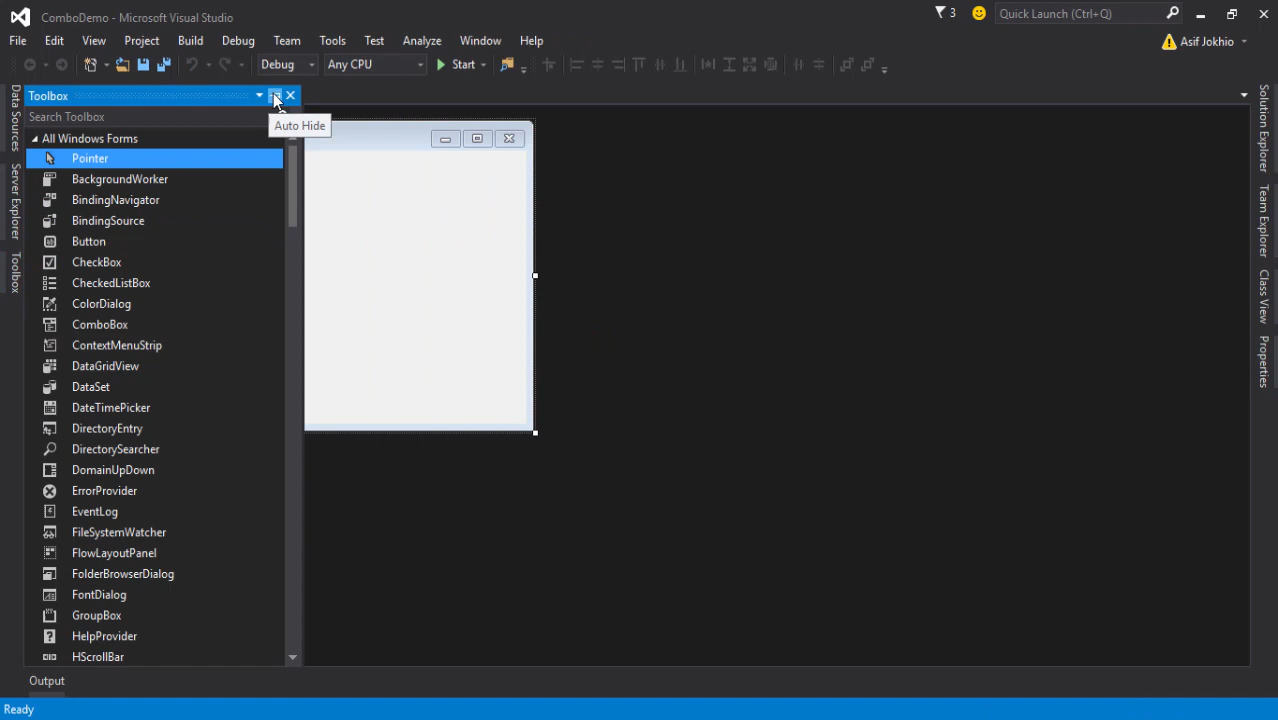 ComboDemo - Microsoft Visual Studio
3
Quick Launch (Ctrl+Q)
File Edit View Project Build Debug Team Tools Test Analyze Window Help
Asif Jokhio
Debug Any CPU Start
Data Sources
Server Explorer
Toolbox
Toolbox
Search Toolbox
Auto Hide
All Windows Forms
Pointer
BackgroundWorker
BindingNavigator
BindingSource
Button
CheckBox
CheckedListBox
ColorDialog
ComboBox
ContextMenuStrip
DataGridView
DataSet
DateTimePicker
DirectoryEntry
DirectorySearcher
DomainUpDown
ErrorProvider
EventLog
FileSystemWatcher
FlowLayoutPanel
FolderBrowserDialog
FontDialog
GroupBox
HelpProvider
HScrollBar
Solution Explorer
Team Explorer
Class View
Properties
Output
Ready